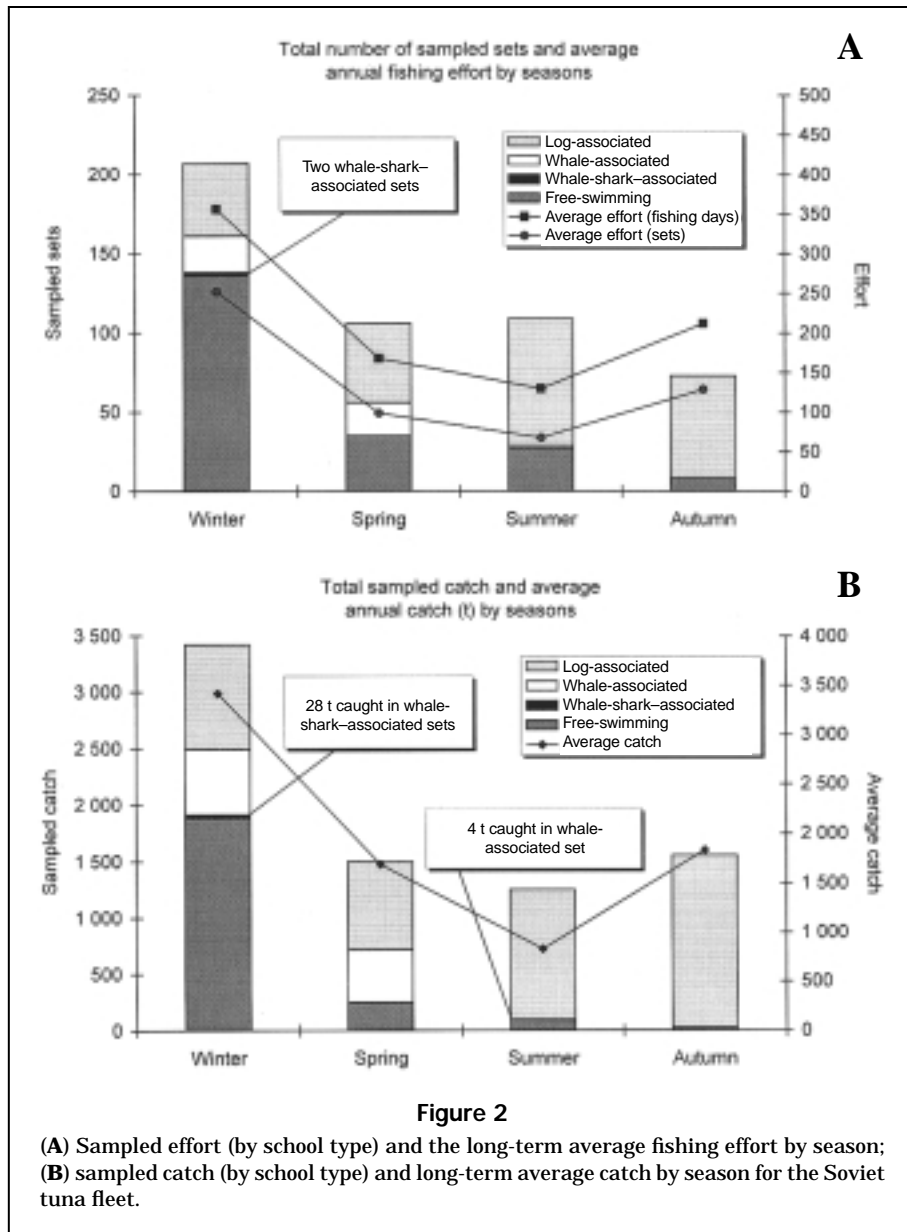 Total number of sampled sets and average
annual fishing effort by seasons
A
250
200
150
100
50
0
Sampled sets
500
450
400
350
300
250
200
150
100
50
0
Effort
Two whale-shark–
associated sets
Log-associated
Whale-associated
Whale-shark–associated
Free-swimming
Average effort (fishing days)
Average effort (sets)
Winter Spring Summer Autumn
Total sampled catch and average
annual catch (t) by seasons
B
3 500
3 000
2 500
2 000
1 500
1 000
500
0
Sampled catch
4 000
3 500
3 000
2 500
2 000
1 500
1 000
500
0
Average catch
28 t caught in whale-
shark–associated sets
Log-associated
Whale-associated
Whale-shark–associated
Free-swimming
Average catch
4 t caught in whale-
associated set
Winter Spring Summer Autumn
Figure 2
(A) Sampled effort (by school type) and the long-term average fishing effort by season;
(B) sampled catch (by school type) and long-term average catch by season for the Soviet
tuna fleet.